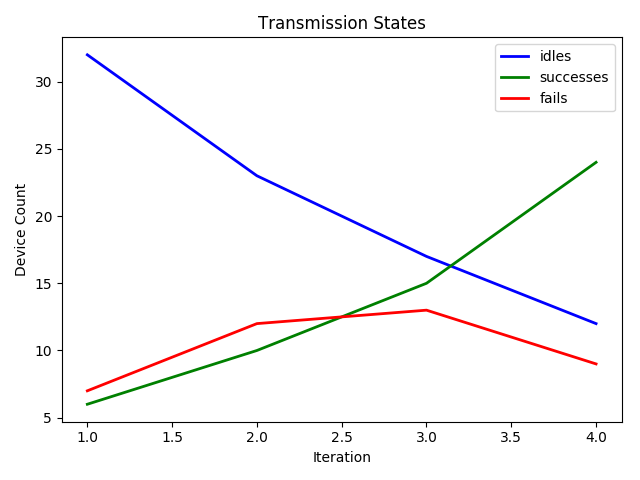 Transmission States
idles
successes
fails
30
25
20
15
10
5
Device Count
1.0 1.5 2.0 2.5 3.0 3.5 4.0
Iteration